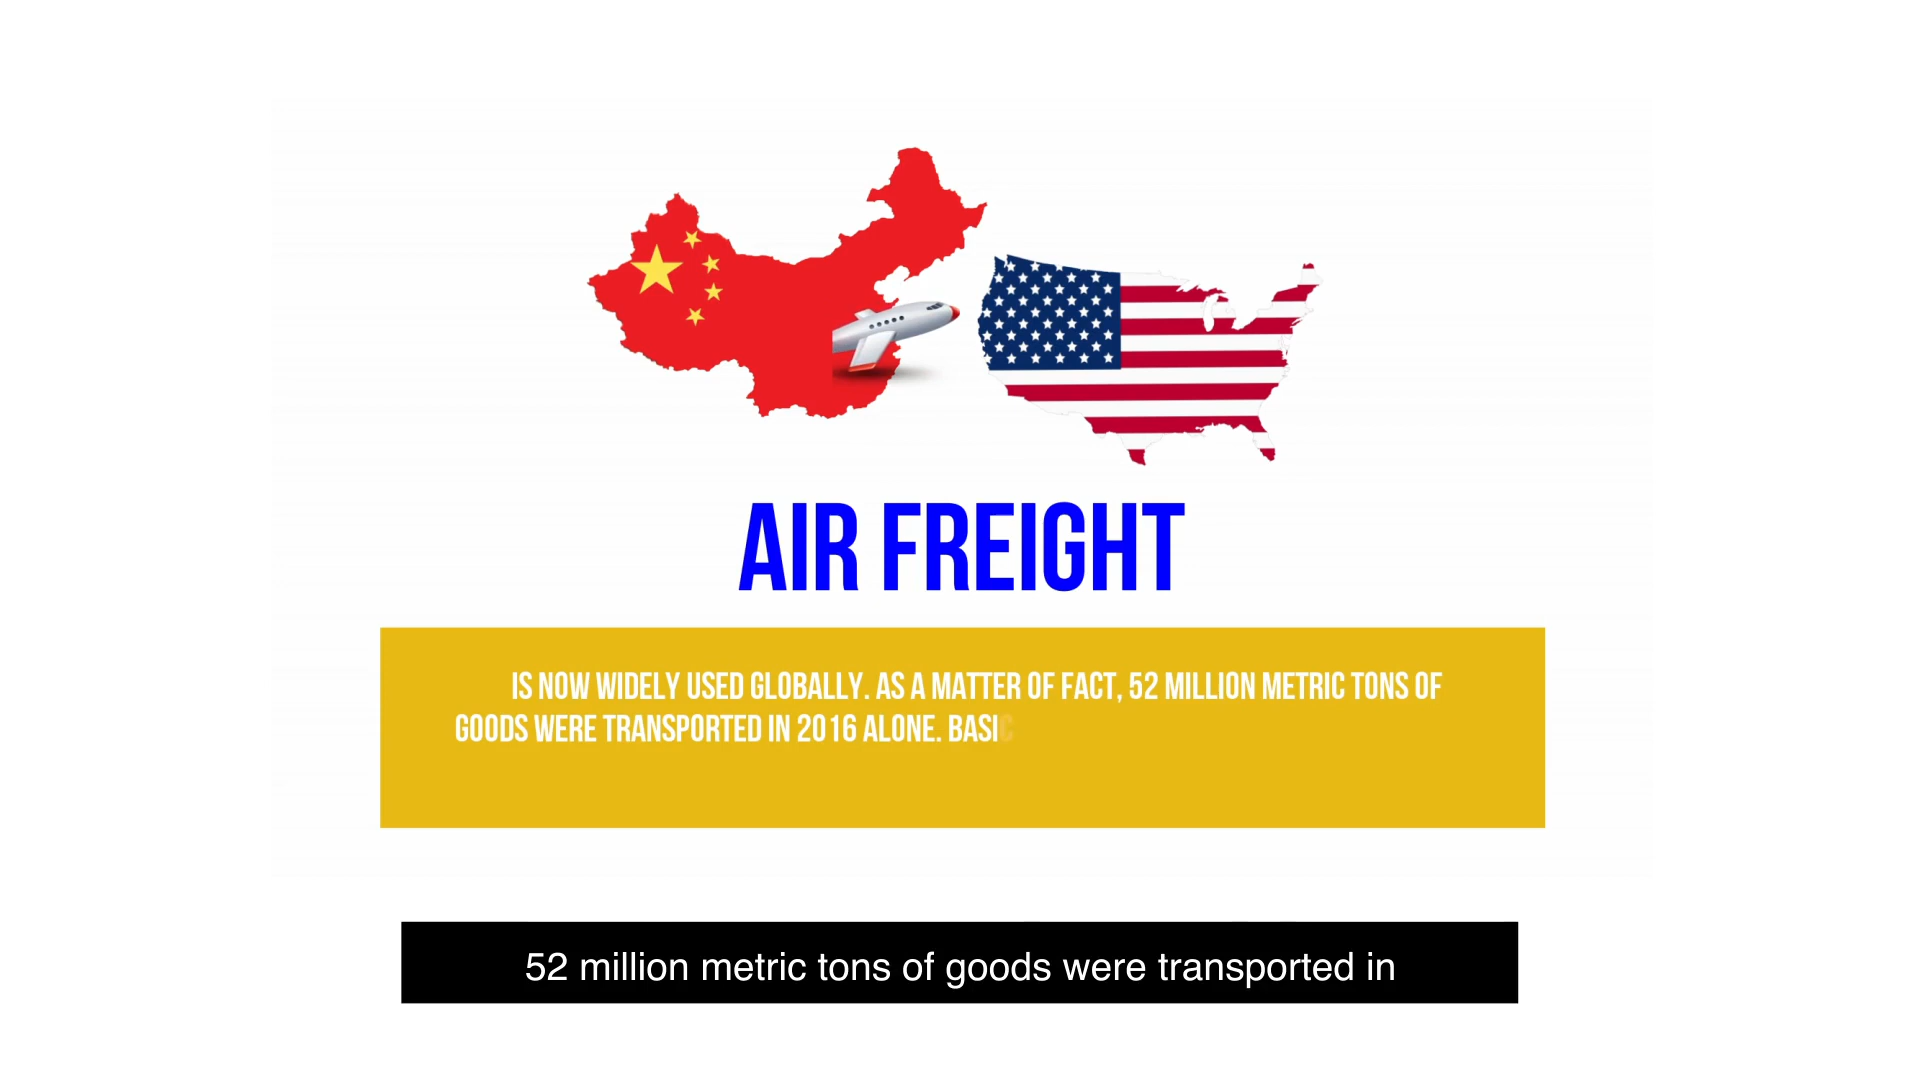 AIR FREIGHT
IS NOW WIDELY USED GLOBALLY. AS A MATTER OF FACT, 52 MILLION METRIC TONS OF
GOODS WERE TRANSPORTED IN 2016 ALONE. BASIC
52 million metric tons of goods were transported in